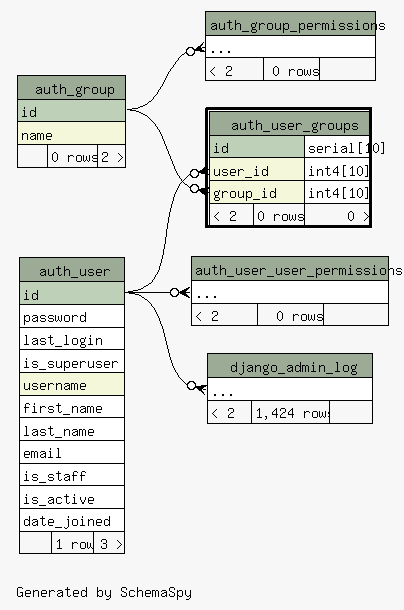 auth_group_permissions
...
< 2 0 rows
auth_group
id
name
0 rows 2 >
auth_user_groups
id serial[10]
user_id int4[10]
group_id int4[10]
< 2 0 rows 0 >
auth_user
id
password
last_login
is_superuser
username
first_name
last_name
email
is_staff
is_active
date_joined
1 row 3 >
auth_user_user_permissions
...
< 2 0 rows
django_admin_log
...
< 2 1,424 rows
Generated by SchemaSpy